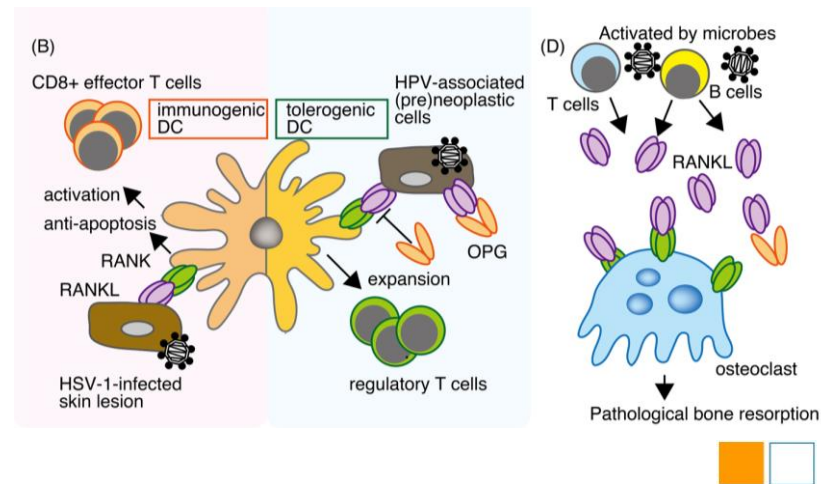 (B)
CD8+ effector T cells
immunogenic
DC
tolerogenic
DC
HPV-associated
(pre)neoplastic
cells
activation
anti-apoptosis
RANK
RANKL
OPG
expansion
HSV-1-infected
skin lesion
regulatory T cells
(D)
Activated by microbes
T cells
B cells
RANKL
osteoclast
Pathological bone resorption